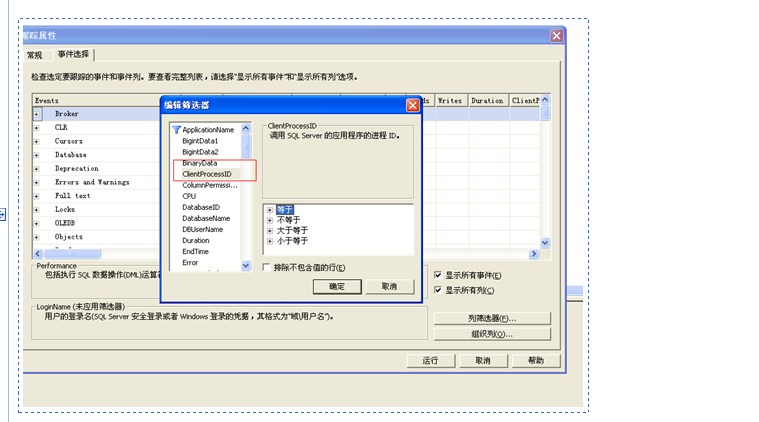 踪属性
常规
事件选择
检查选定要跟踪的事件和事件列。要查看完整列表，请选择"显示所有事件"和"显示所有列"选项。
Events
ds
Writes
Duration
ClientP
Broker
CLR
Cursors
Database
Deprecation
Errors and Warnings
Full text
Locks
OLEDB
Objects
编辑筛选器
ApplicationName
BigintData1
BigintData2
BinaryData
ClientProcessID
ColumnPermissi...
CPU
DatabaseID
DatabaseName
DBUserName
Duration
EndTime
Error
ClientProcessID
调用 SQL Server 的应用程序的进程 ID。
等于
不等于
大于等于
小于等于
排除不包含值的行(E)
确定
取消
Performance
包括执行 SQL 数据操作(DML)运算
显示所有事件(E)
显示所有列(C)
LoginName (未应用筛选器)
用户的登录名(SQL Server 安全登录或者 Windows 登录的凭据，其格式为"域\用户名")。
列筛选器(F)...
组织列(O)...
运行
取消
帮助